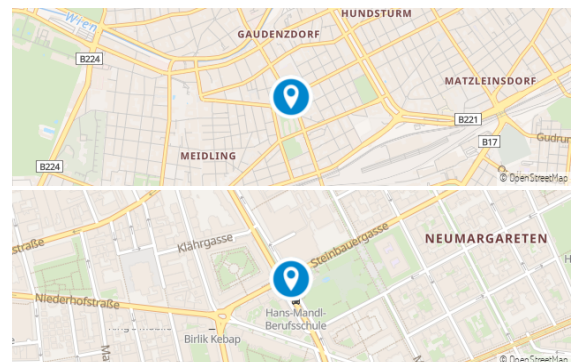 Wien
HUNDSTURM
GAUDENZDORF
B224
MATZLEINSDORF
B221
B17
Gudrun
MEIDLING
B224
© OpenStreetMap
straße
Klährgasse
Steinbauergasse
NEUMARGARETEN
Niederhofstraße
Hans-Mandl-
Berufsschule
Birlik Kebap
© OpenStreetMap